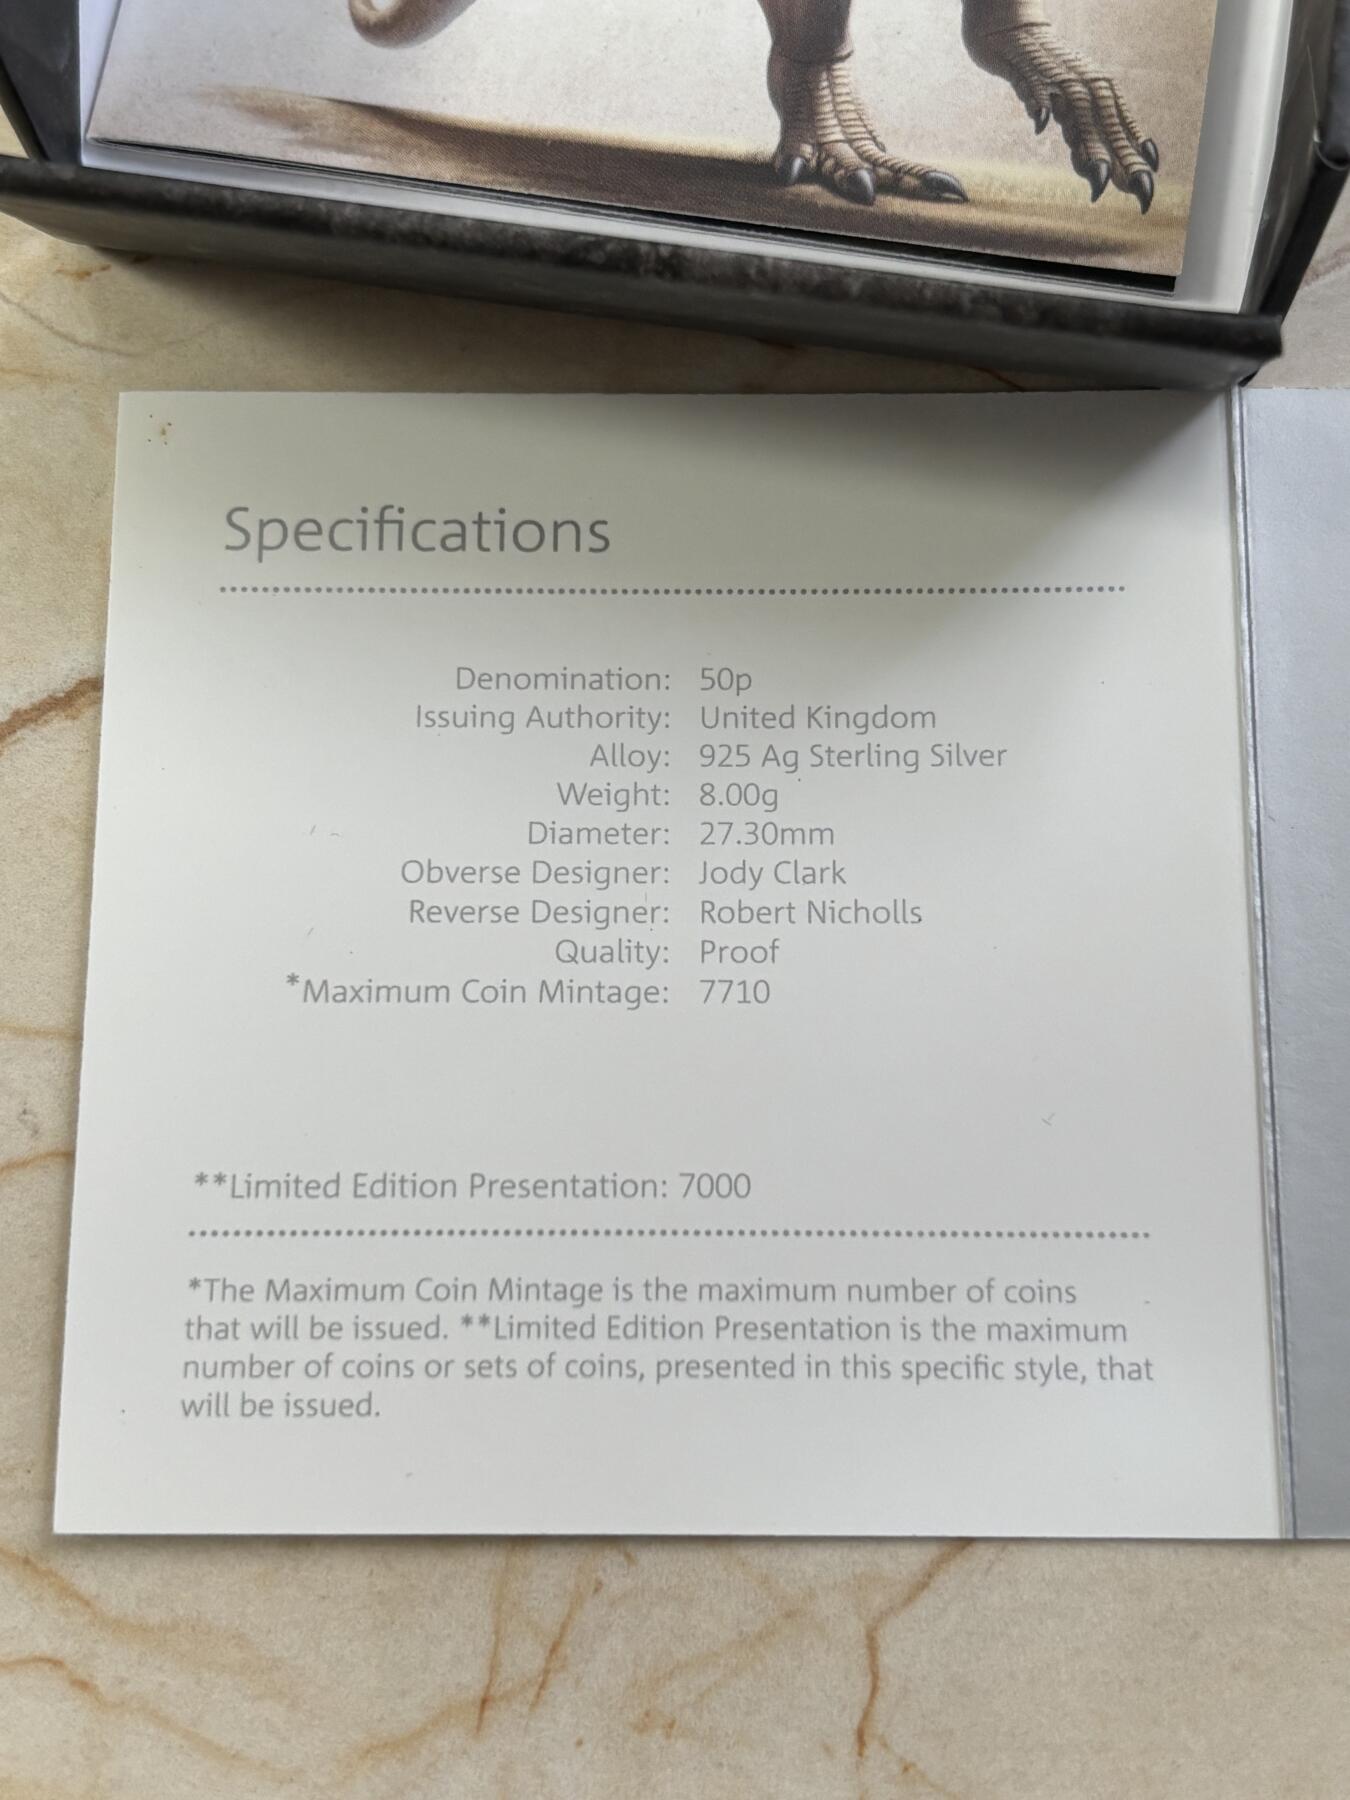 Specifications
Denomination: 50p
Issuing Authority: United Kingdom
Alloy: 925 Ag Sterling Silver
Weight: 8.00g
Diameter: 27.30mm
Obverse Designer: Jody Clark
Reverse Designer: Robert Nicholls
Quality: Proof
*Maximum Coin Mintage: 7710
**Limited Edition Presentation: 7000
*The Maximum Coin Mintage is the maximum number of coins
that will be issued. **Limited Edition Presentation is the maximum
number of coins or sets of coins, presented in this specific style, that
will be issued.